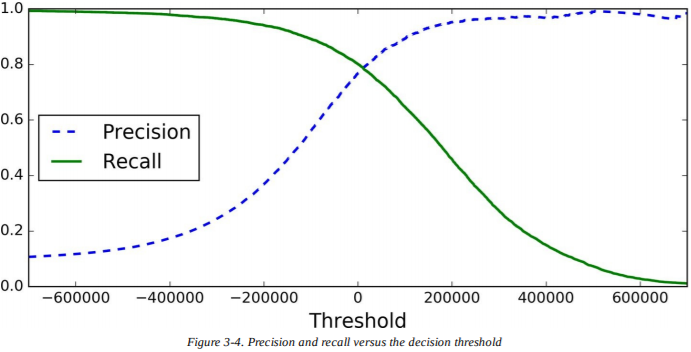 1.0
0.8
0.6
0.4
0.2
0.0
Precision
Recall
−600000 −400000 −200000 0 200000 400000 600000
Threshold
Figure 3-4. Precision and recall versus the decision threshold